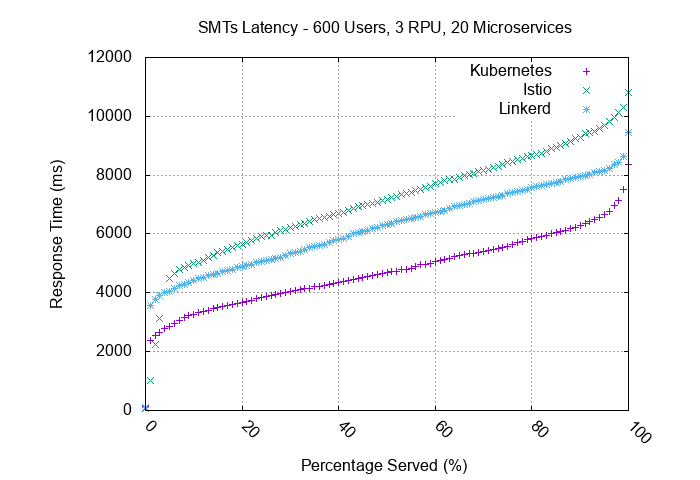 SMTs Latency - 600 Users, 3 RPU, 20 Microservices
12000
10000
8000
6000
4000
2000
0
Response Time (ms)
Kubernetes
Istio
Linkerd
0
20
40
60
80
100
Percentage Served (%)